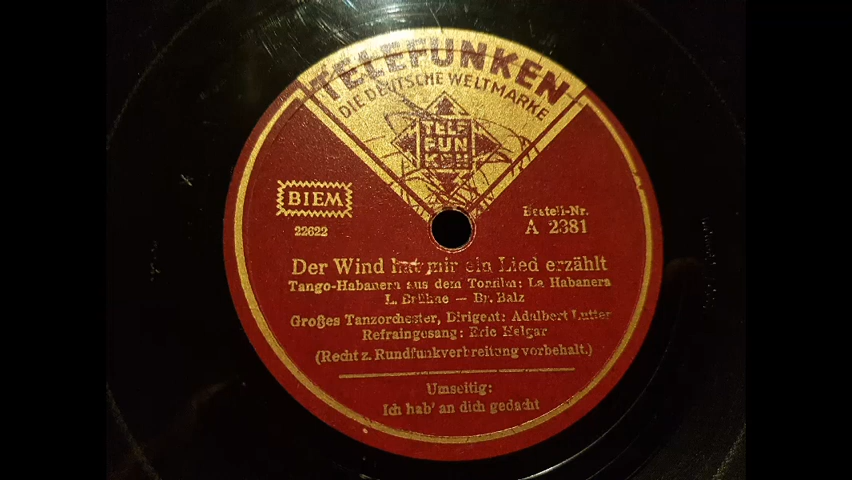 TELEFUNKEN
DIE DEUTSCHE WELTMARKE
TELE
FUN
KEN
BIEM
22622
Bestell-Nr.
A 2381
Der Wind hat mir ein Lied erzählt
Tango-Habanera aus dem Tonfilm: La Habanera
L. Brühne — Br. Balz
Großes Tanzorchester, Dirigent: Adalbert Lutter
Refraingesang: Eric Helgar
(Recht z. Rundfunkverbreitung vorbehalt.)
Umseitig:
Ich hab' an dich gedacht